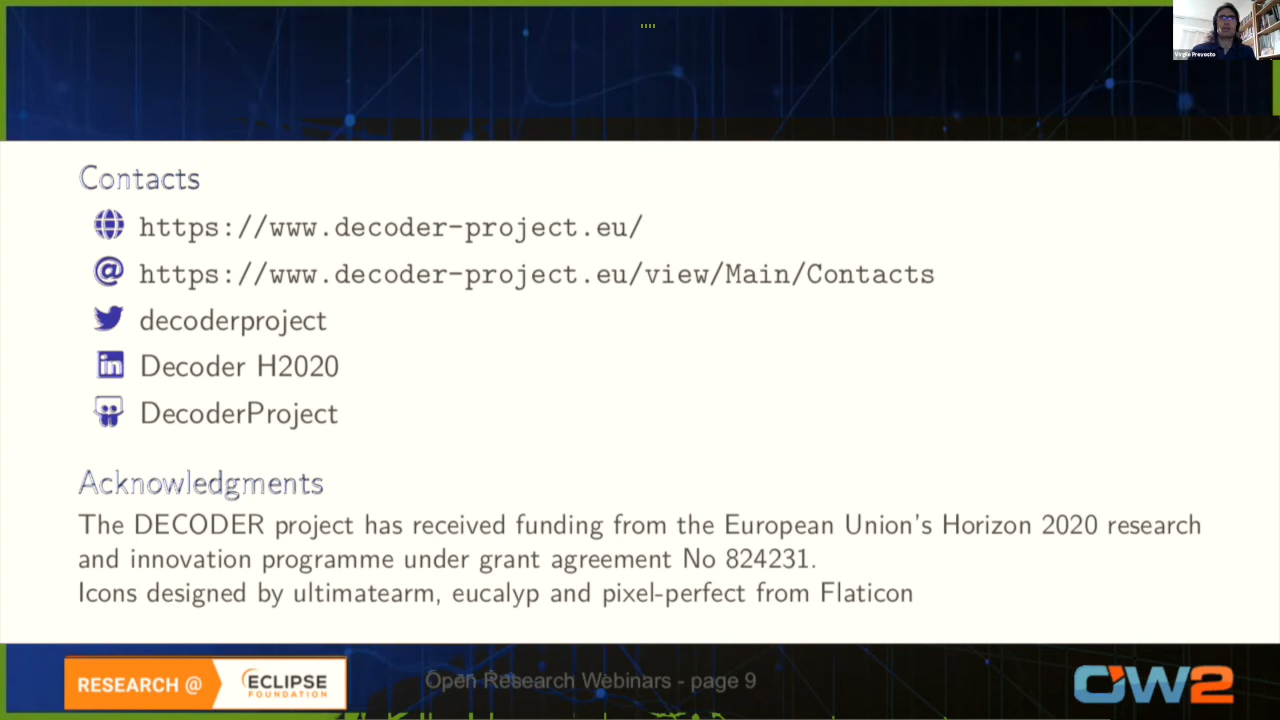 Virgile Prevosto
Contacts
https://www.decoder-project.eu/
https://www.decoder-project.eu/view/Main/Contacts
decoderproject
in Decoder H2020
DecoderProject
Acknowledgments
The DECODER project has received funding from the European Union's Horizon 2020 research
and innovation programme under grant agreement No 824231.
Icons designed by ultimatearm, eucalyp and pixel-perfect from Flaticon
RESEARCH @ ECLIPSE
FOUNDATION
Open Research Webinars - page 9
OW2